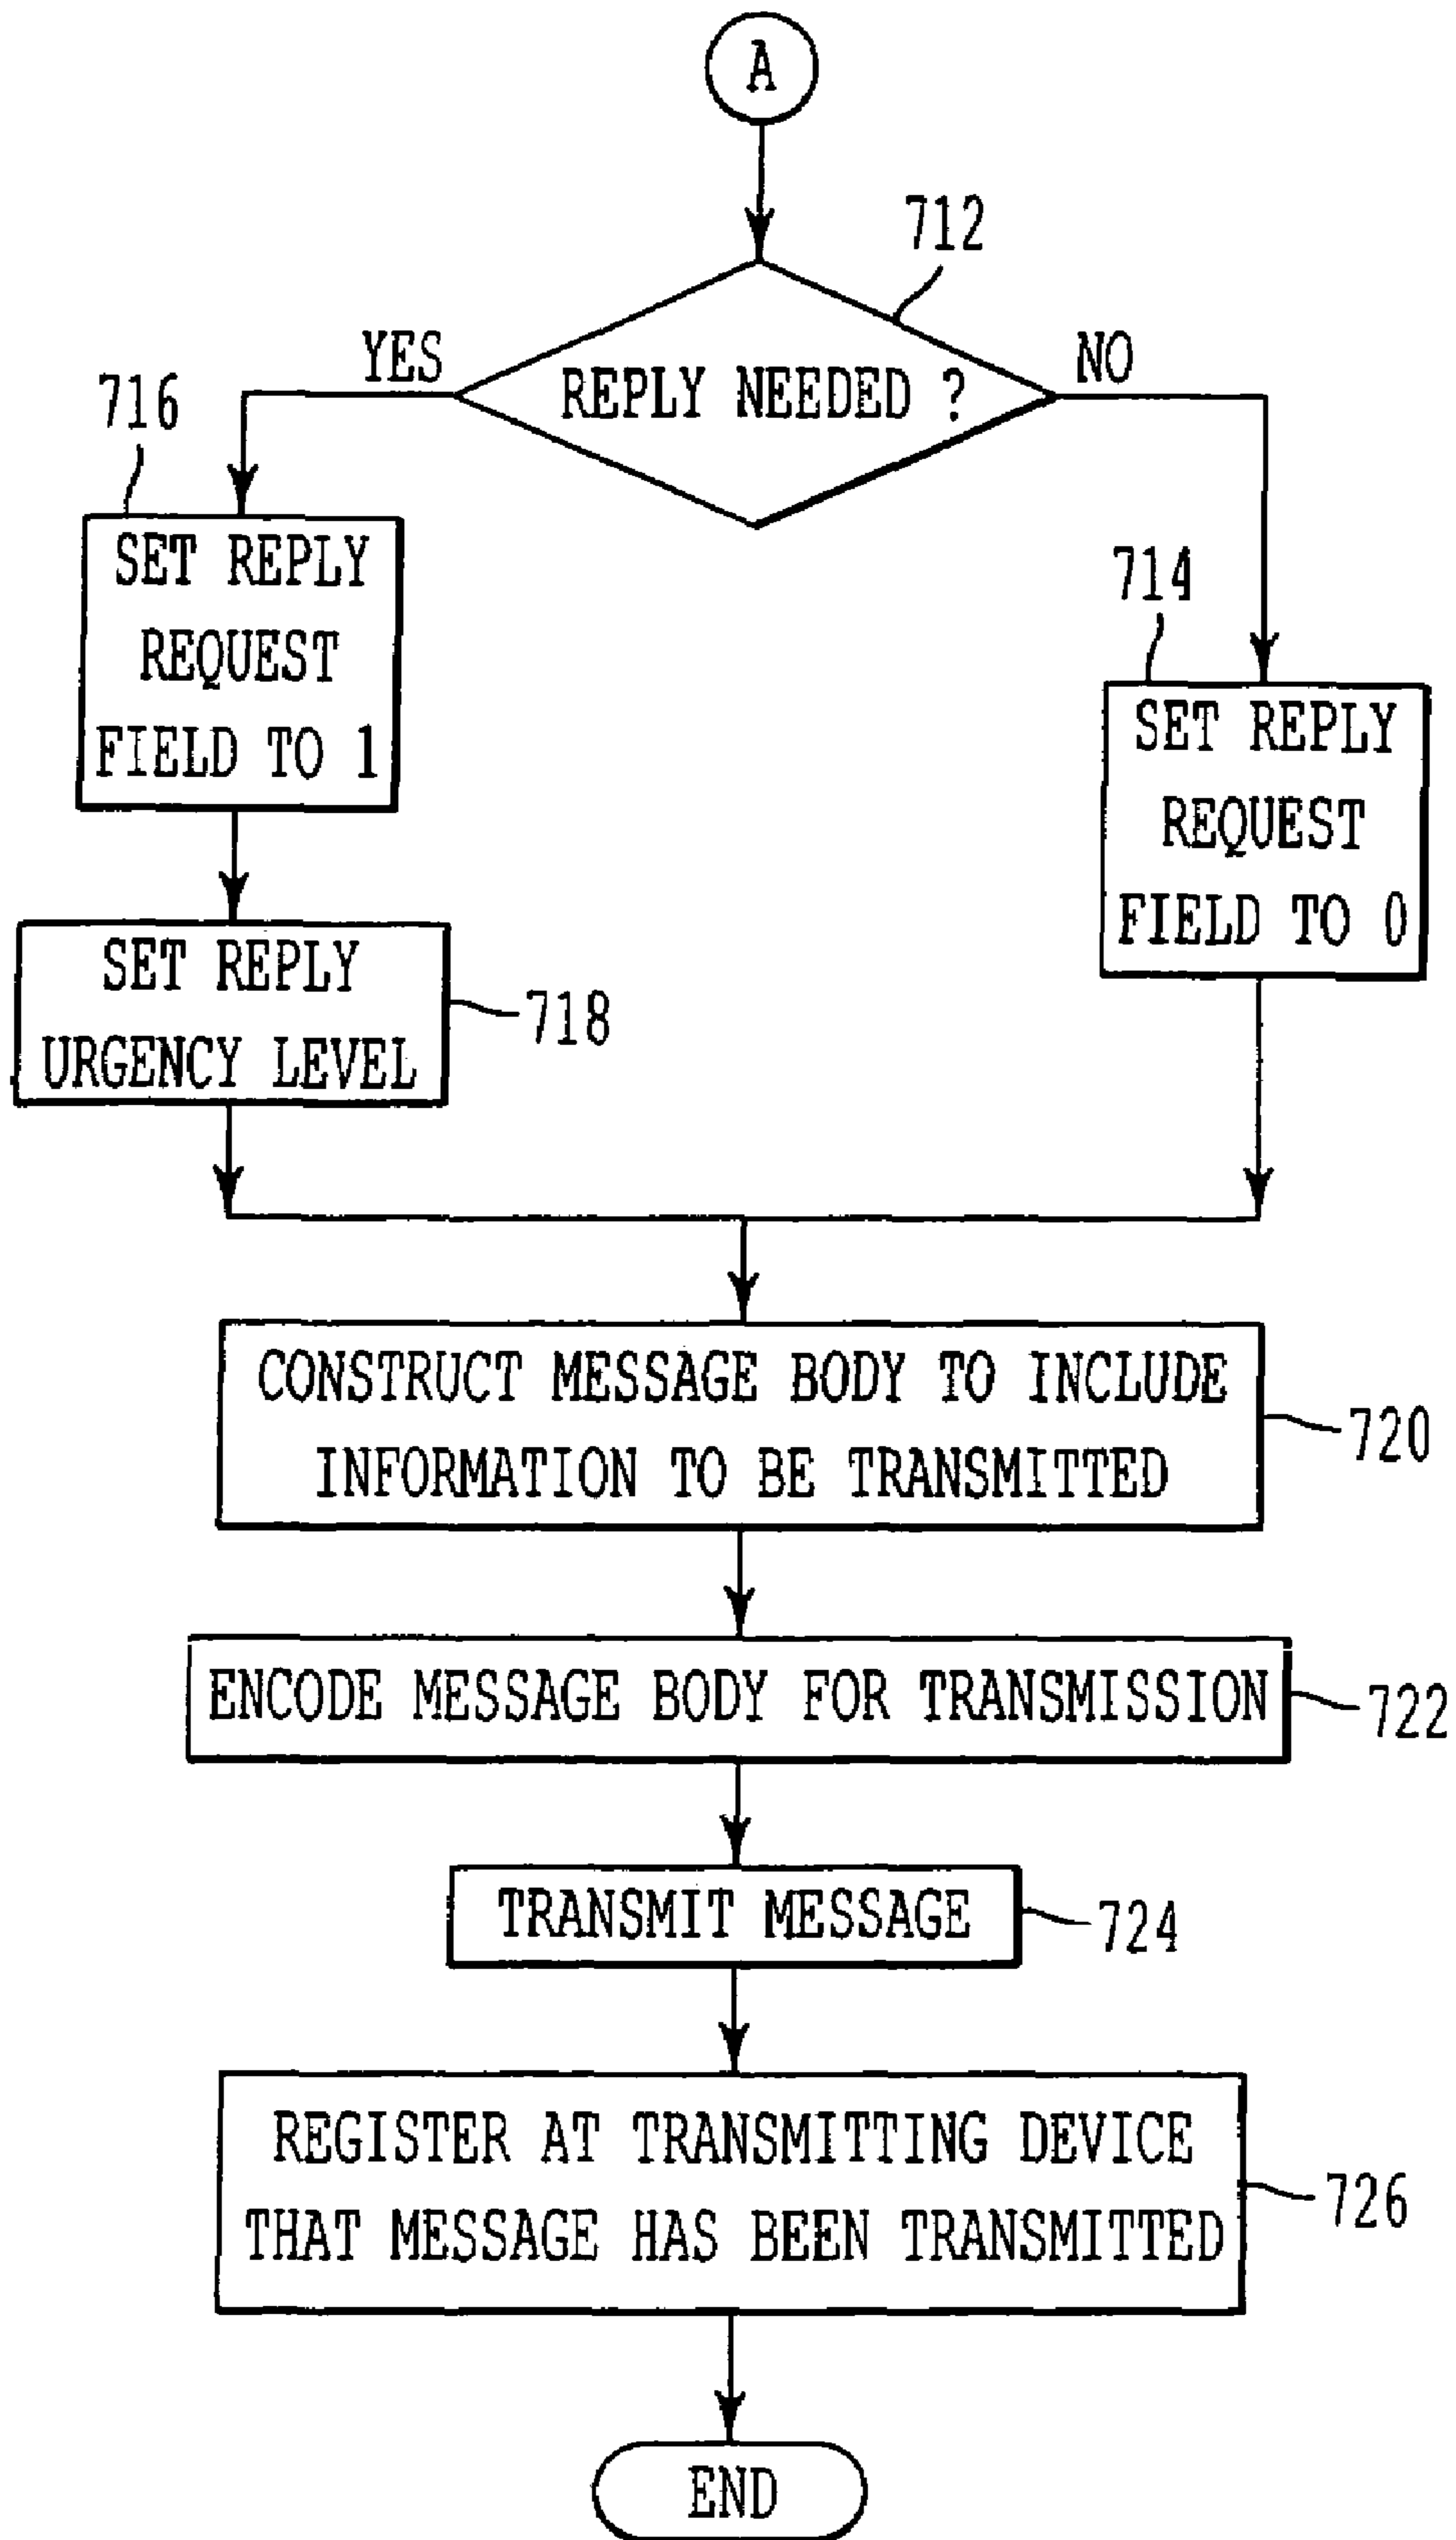 A
712
YES
REPLY NEEDED ?
NO
716
SET REPLY
REQUEST
FIELD TO 1
714
SET REPLY
REQUEST
FIELD TO 0
SET REPLY
URGENCY LEVEL
718
CONSTRUCT MESSAGE BODY TO INCLUDE
INFORMATION TO BE TRANSMITTED
720
ENCODE MESSAGE BODY FOR TRANSMISSION
722
TRANSMIT MESSAGE
724
REGISTER AT TRANSMITTING DEVICE
THAT MESSAGE HAS BEEN TRANSMITTED
726
END